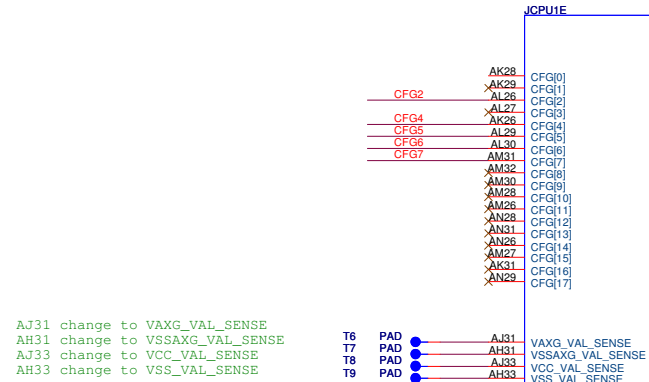 JCPU1E
AK28 CFG[0]
AK29 CFG[1]
CFG2 AL26 CFG[2]
AL27 CFG[3]
CFG4 AK26 CFG[4]
CFG5 AL29 CFG[5]
CFG6 AL30 CFG[6]
CFG7 AM31 CFG[7]
AM32 CFG[8]
AM30 CFG[9]
AM28 CFG[10]
AM26 CFG[11]
AN28 CFG[12]
AN31 CFG[13]
AN26 CFG[14]
AM27 CFG[15]
AK31 CFG[16]
AN29 CFG[17]
AJ31 change to VAXG_VAL_SENSE
AH31 change to VSSAXG_VAL_SENSE
AJ33 change to VCC_VAL_SENSE
AH33 change to VSS_VAL_SENSE
T6 PAD AJ31 VAXG_VAL_SENSE
T7 PAD AH31 VSSAXG_VAL_SENSE
T8 PAD AJ33 VCC_VAL_SENSE
T9 PAD AH33 VSS_VAL_SENSE